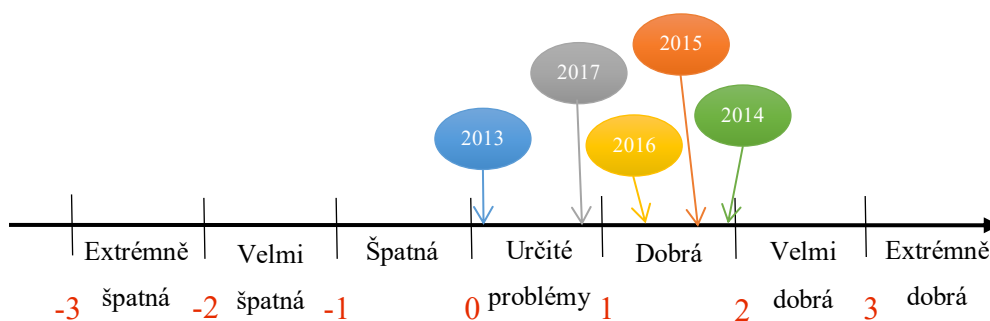 2015
2017
2014
2013
2016
Extrémně špatná
Velmi špatná
Špatná
Určité problémy
Dobrá
Velmi dobrá
Extrémně dobrá
-3
-2
-1
0
1
2
3